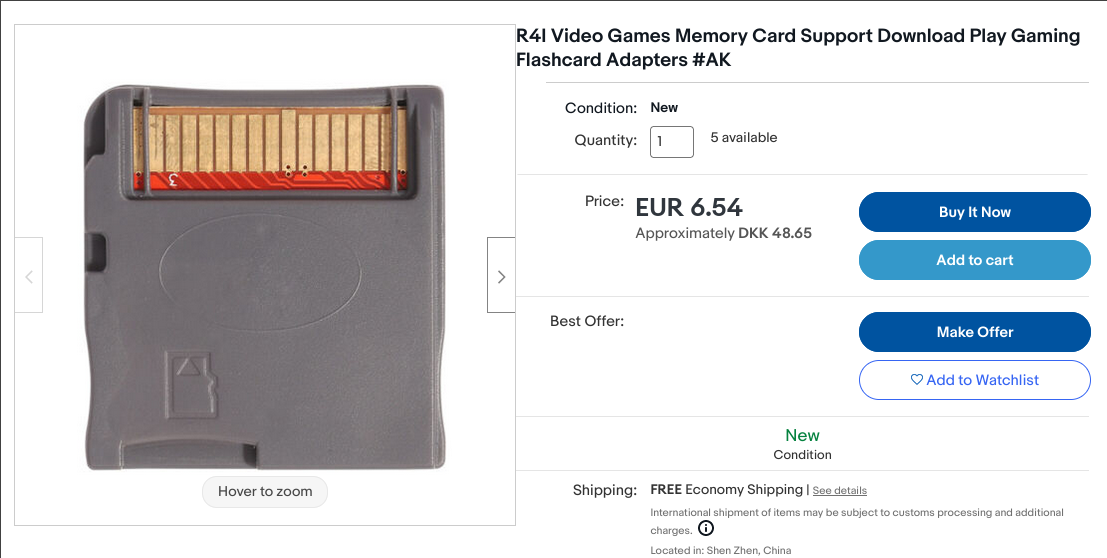 R4I Video Games Memory Card Support Download Play Gaming
Flashcard Adapters #AK
Condition: New
Quantity: 1 5 available
Price: EUR 6.54
Approximately DKK 48.65
Buy It Now
Add to cart
Best Offer:
Make Offer
Add to Watchlist
New
Condition
Shipping: FREE Economy Shipping | See details
International shipment of items may be subject to customs processing and additional
charges.
Located in: Shen Zhen, China
3
Hover to zoom